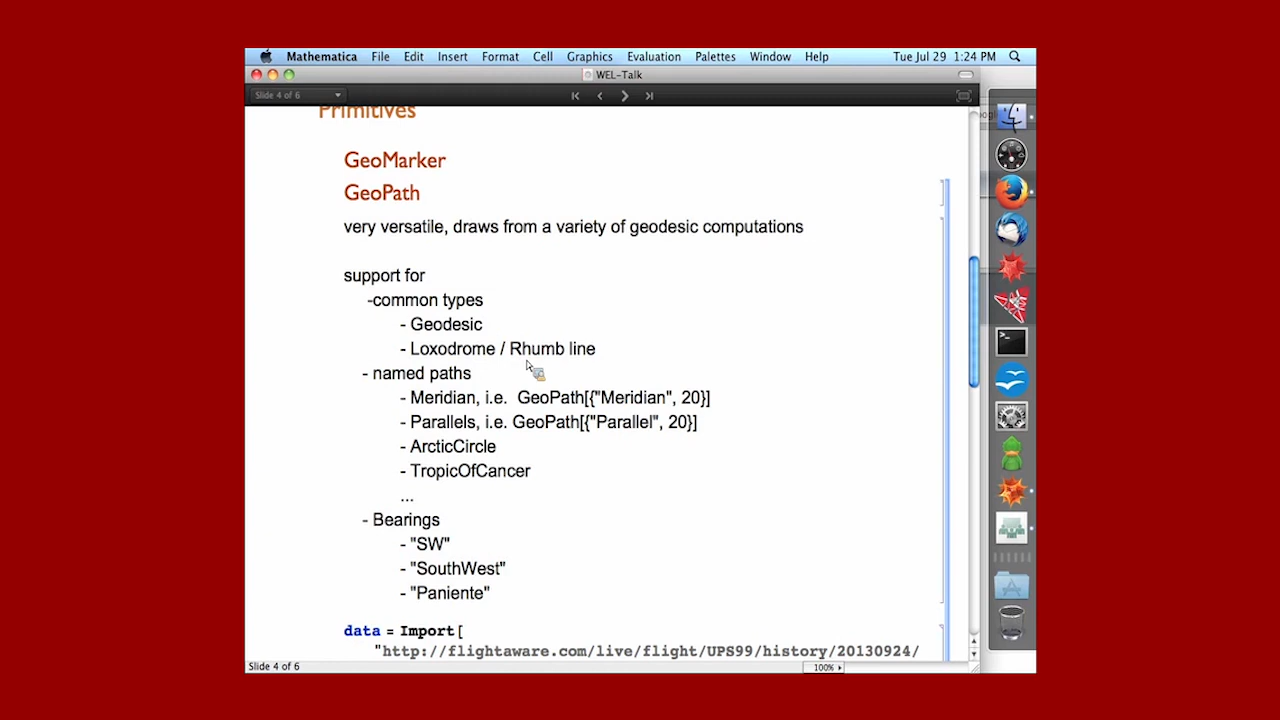 Mathematica File Edit Insert Format Cell Graphics Evaluation Palettes Window Help Tue Jul 29 1:24 PM
WEL-Talk
Slide 4 of 6
Primitives
GeoMarker
GeoPath
very versatile, draws from a variety of geodesic computations
support for
-common types
- Geodesic
- Loxodrome / Rhumb line
- named paths
- Meridian, i.e. GeoPath[{"Meridian", 20}]
- Parallels, i.e. GeoPath[{"Parallel", 20}]
- ArcticCircle
- TropicOfCancer
...
- Bearings
- "SW"
- "SouthWest"
- "Paniente"
data = Import[
"http://flightaware.com/live/flight/UPS99/history/20130924/
Slide 4 of 6
100%